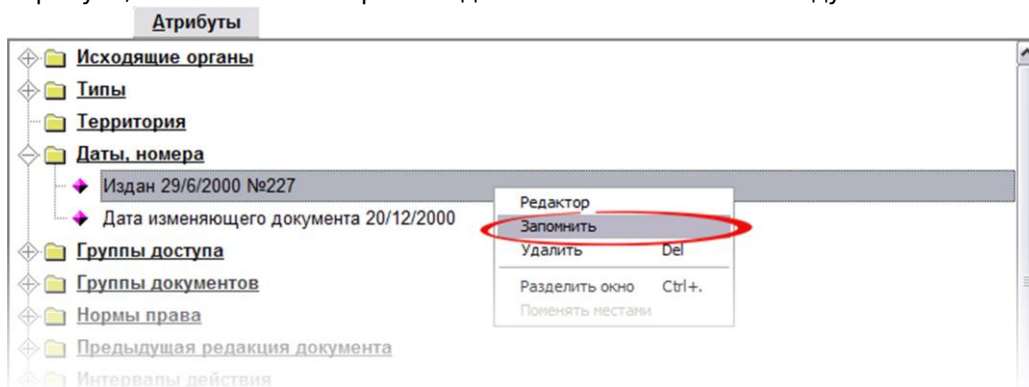 Атрибуты
Исходящие органы
Типы
Территория
Даты, номера
Издан 29/6/2000 №227
Дата изменяющего документа 20/12/2000
Группы доступа
Группы документов
Нормы права
Предыдущая редакция документа
Интервалы действия
Редактор
Запомнить
Удалить Del
Разделить окно Ctrl+.
Поменять местами